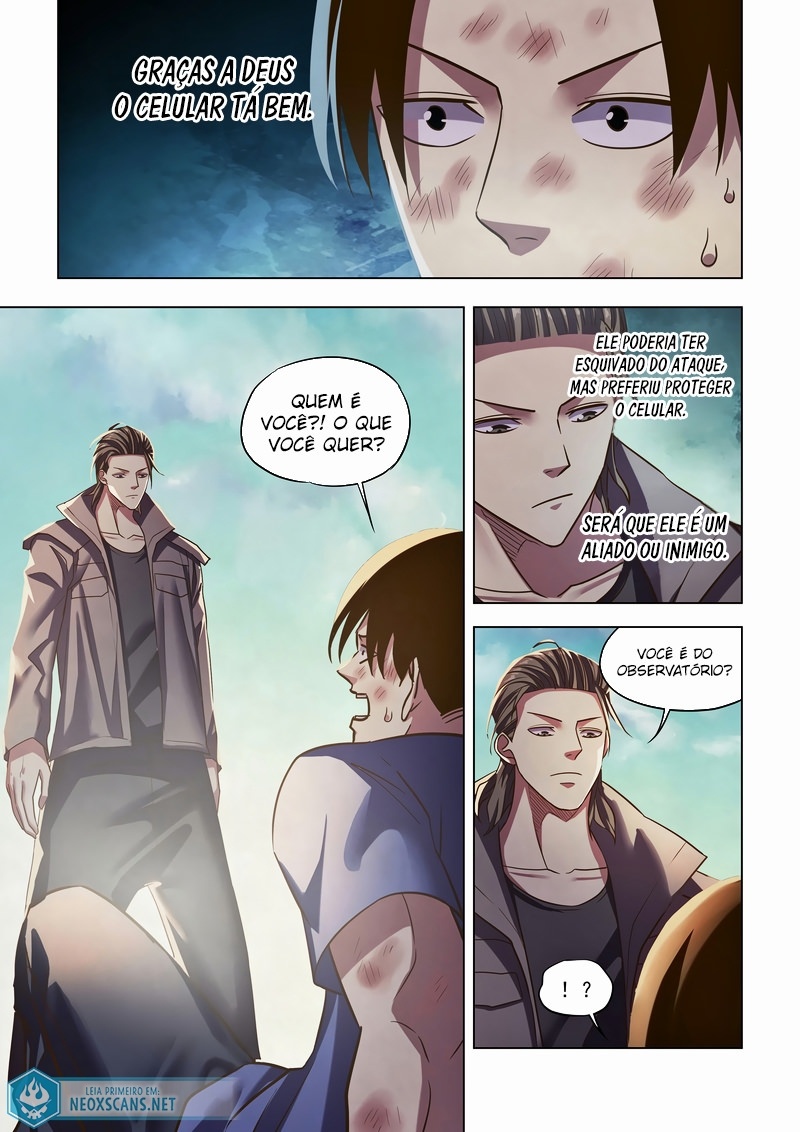 GRAÇAS A DEUS
O CELULAR TÁ BEM.
QUEM É
VOCÊ?! O QUE
VOCÊ QUER?
ELE PODERIA TER
ESQUIVADO DO ATAQUE,
MAS PREFERIU PROTEGER
O CELULAR.
SERÁ QUE ELE É UM
ALIADO OU INIMIGO.
VOCÊ É DO
OBSERVATÓRIO?
! ?
LEIA PRIMEIRO EM:
NEOXSCANS.NET